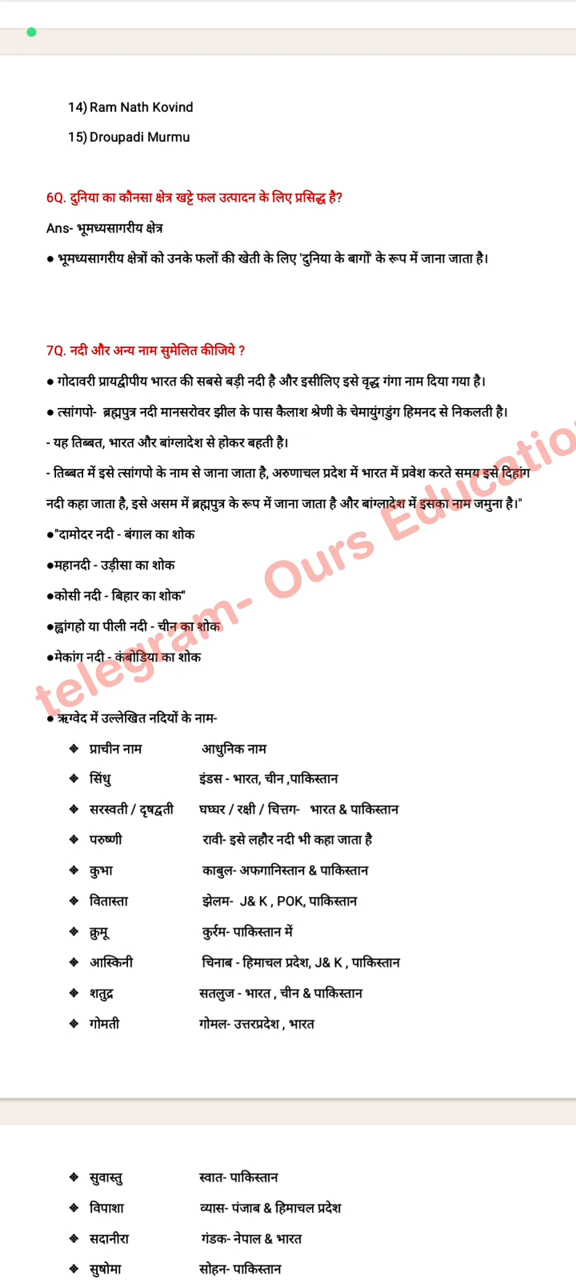 14) Ram Nath Kovind
15) Droupadi Murmu
6Q. दुनिया का कौनसा क्षेत्र खट्टे फल उत्पादन के लिए प्रसिद्ध है?
Ans- भूमध्यसागरीय क्षेत्र
● भूमध्यसागरीय क्षेत्रों को उनके फलों की खेती के लिए 'दुनिया के बागों' के रूप में जाना जाता है।
7Q. नदी और अन्य नाम सुमेलित कीजिये ?
● गोदावरी प्रायद्वीपीय भारत की सबसे बड़ी नदी है और इसीलिए इसे वृद्ध गंगा नाम दिया गया है।
● त्सांगपो- ब्रह्मपुत्र नदी मानसरोवर झील के पास कैलाश श्रेणी के चेमायुंगडुंग हिमनद से निकलती है।
- यह तिब्बत, भारत और बांग्लादेश से होकर बहती है।
- तिब्बत में इसे त्सांगपो के नाम से जाना जाता है, अरुणाचल प्रदेश में भारत में प्रवेश करते समय इसे दिहांग
नदी कहा जाता है, इसे असम में ब्रह्मपुत्र के रूप में जाना जाता है और बांग्लादेश में इसका नाम जमुना है।"
●"दामोदर नदी - बंगाल का शोक
●महानदी - उड़ीसा का शोक
●कोसी नदी - बिहार का शोक"
●ह्वांगहो या पीली नदी - चीन का शोक
●मेकांग नदी - कंबोडिया का शोक
telegram- Ours Education
● ऋग्वेद में उल्लेखित नदियों के नाम-
❖ प्राचीन नाम आधुनिक नाम
❖ सिंधु इंडस - भारत, चीन ,पाकिस्तान
❖ सरस्वती / दृषद्वती घघ्घर / रक्षी / चित्तग- भारत & पाकिस्तान
❖ परुष्णी रावी- इसे लहौर नदी भी कहा जाता है
❖ कुभा काबुल- अफगानिस्तान & पाकिस्तान
❖ वितास्ता झेलम- J& K , POK, पाकिस्तान
❖ क्रुमू कुर्रम- पाकिस्तान में
❖ आस्किनी चिनाब - हिमाचल प्रदेश, J& K , पाकिस्तान
❖ शतुद्र सतलुज - भारत , चीन & पाकिस्तान
❖ गोमती गोमल- उत्तरप्रदेश , भारत
❖ सुवास्तु स्वात- पाकिस्तान
❖ विपाशा व्यास- पंजाब & हिमाचल प्रदेश
❖ सदानीरा गंडक- नेपाल & भारत
❖ सुषोमा सोहन- पाकिस्तान